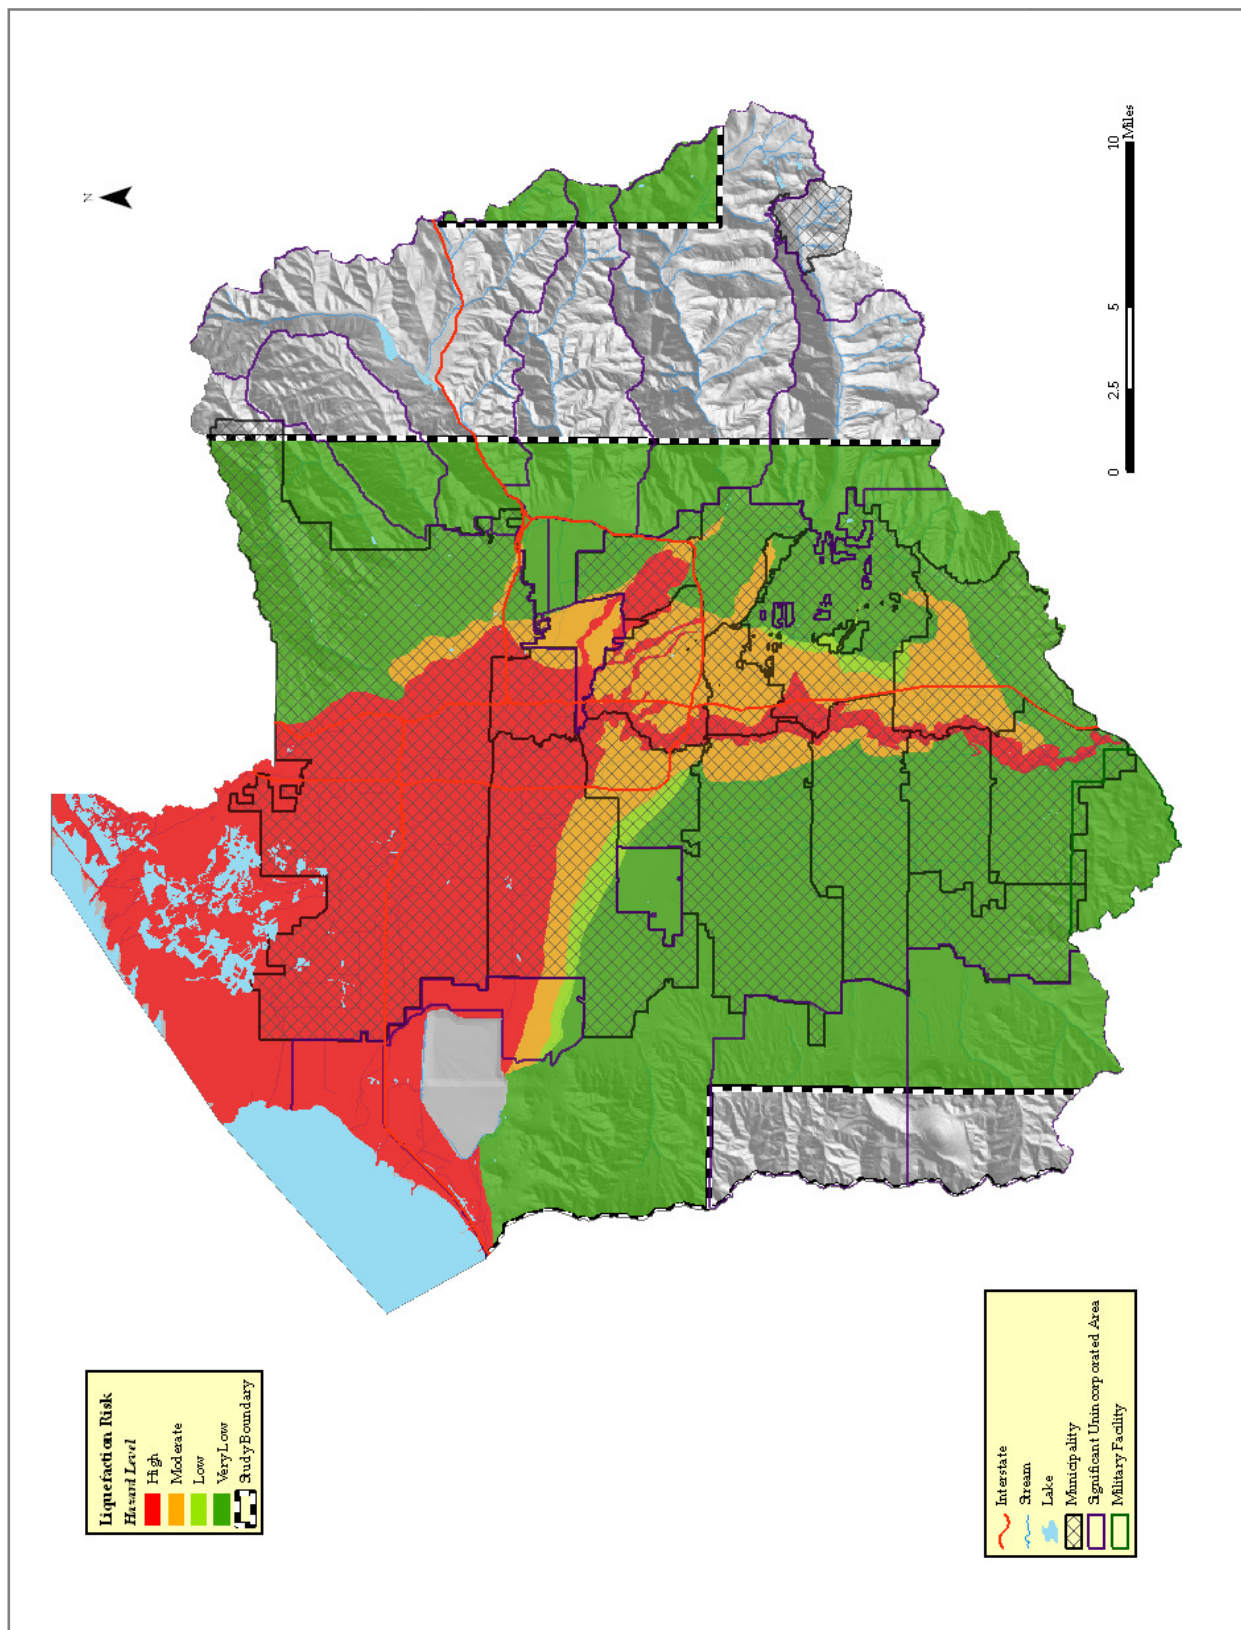 N
Liquefaction Risk
Hazard Level
High
Moderate
Low
Very Low
Study Boundary
Interstate
Stream
Lake
Municipality
Significant Unincorporated Area
Military Facility
0 2.5 5 10
Miles